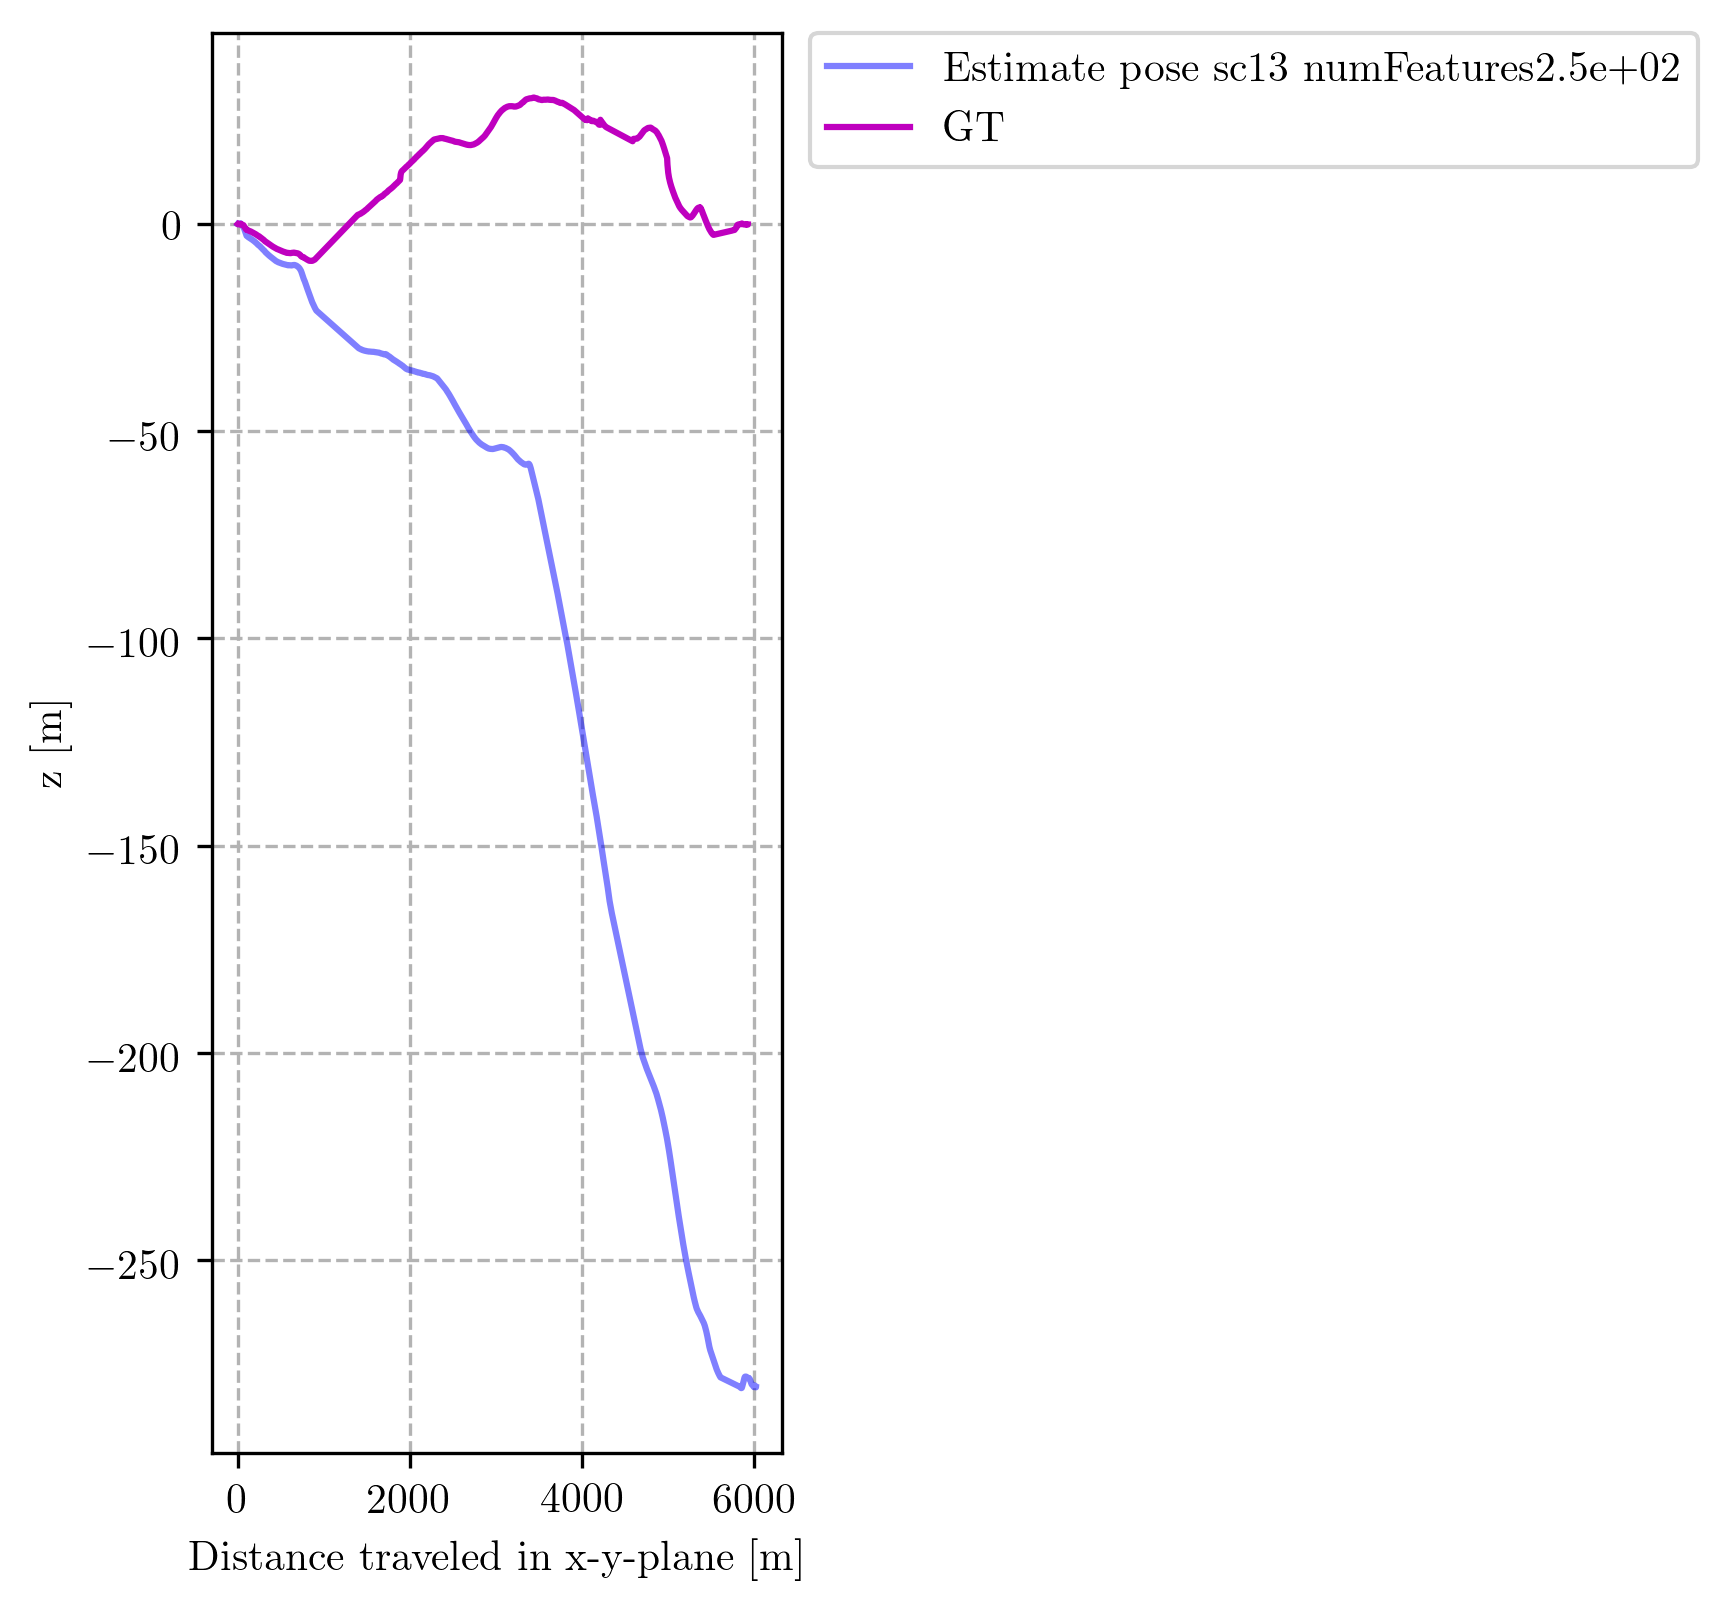 Estimate pose sc13 numFeatures2.5e+02
GT
0
−50
−100
−150
−200
−250
z [m]
0 2000 4000 6000
Distance traveled in x-y-plane [m]